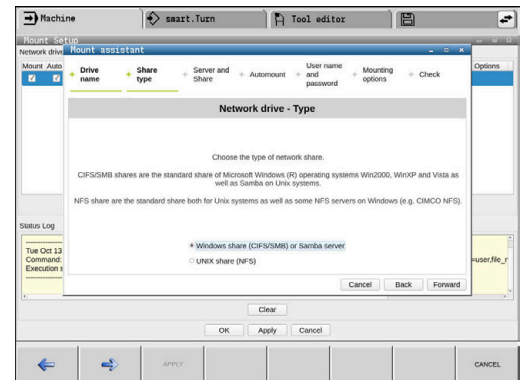 Machine
smart.Turn
Tool editor
Mount Setup
Network drive
Mount Auto
Options
Mount assistant
Drive name
Share type
Server and Share
Automount
User name and password
Mounting options
Check
Network drive - Type
Choose the type of network share.
CIFS/SMB shares are the standard share of Microsoft Windows (R) operating systems Win2000, WinXP and Vista as
well as Samba on Unix systems.
NFS share are the standard share both for Unix systems as well as some NFS servers on Windows (e.g. CIMCO NFS).
Windows share (CIFS/SMB) or Samba server
UNIX share (NFS)
Cancel Back Forward
Status Log
Tue Oct 13
Command:
=user,file_
Execution
Clear
OK Apply Cancel
APPLY
CANCEL